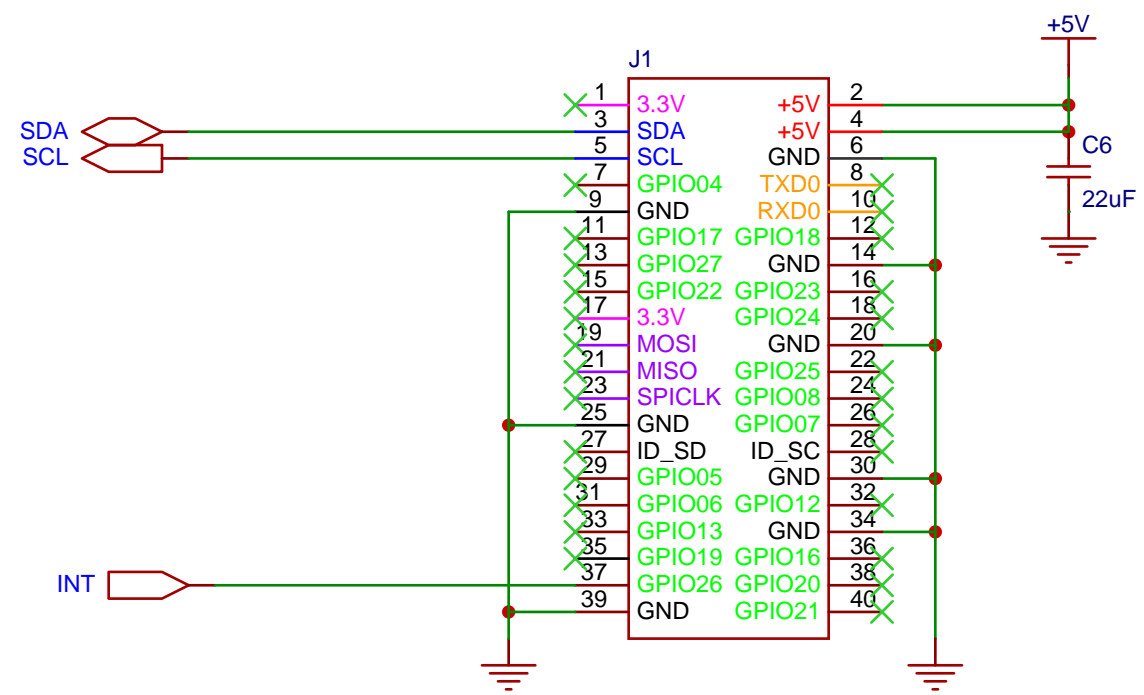 +5V
J1
1 3.3V +5V 2
SDA 3 SDA +5V 4
SCL 5 SCL GND 6 C6
7 GPIO04 TXD0 8
9 GND RXD0 10 22uF
11 GPIO17 GPIO18 12
13 GPIO27 GND 14
15 GPIO22 GPIO23 16
17 3.3V GPIO24 18
19 MOSI GND 20
21 MISO GPIO25 22
23 SPICLK GPIO08 24
25 GND GPIO07 26
27 ID_SD ID_SC 28
29 GPIO05 GND 30
31 GPIO06 GPIO12 32
33 GPIO13 GND 34
35 GPIO19 GPIO16 36
INT 37 GPIO26 GPIO20 38
39 GND GPIO21 40